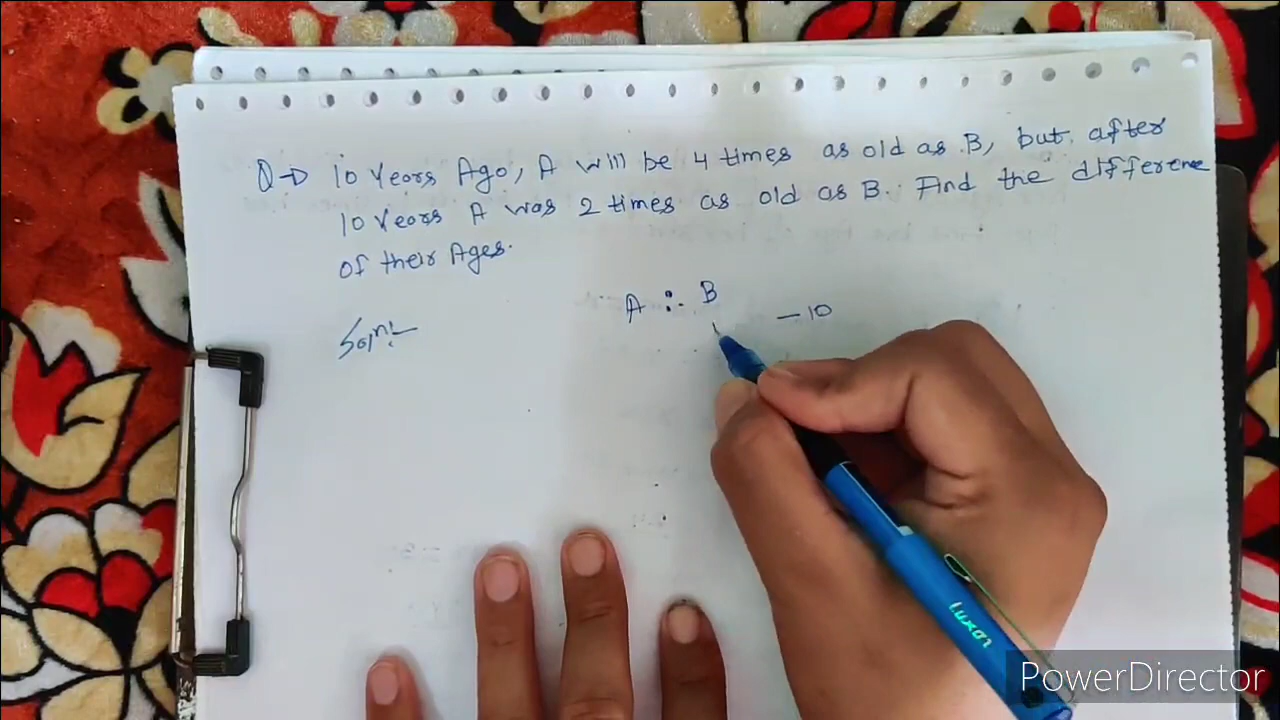 Q→ 10 Years Ago, A will be 4 times as old as B, but after
10 Years A was 2 times as old as B. Find the difference
of their Ages.
A : B
-10
Soln:-
Luxor
PowerDirector